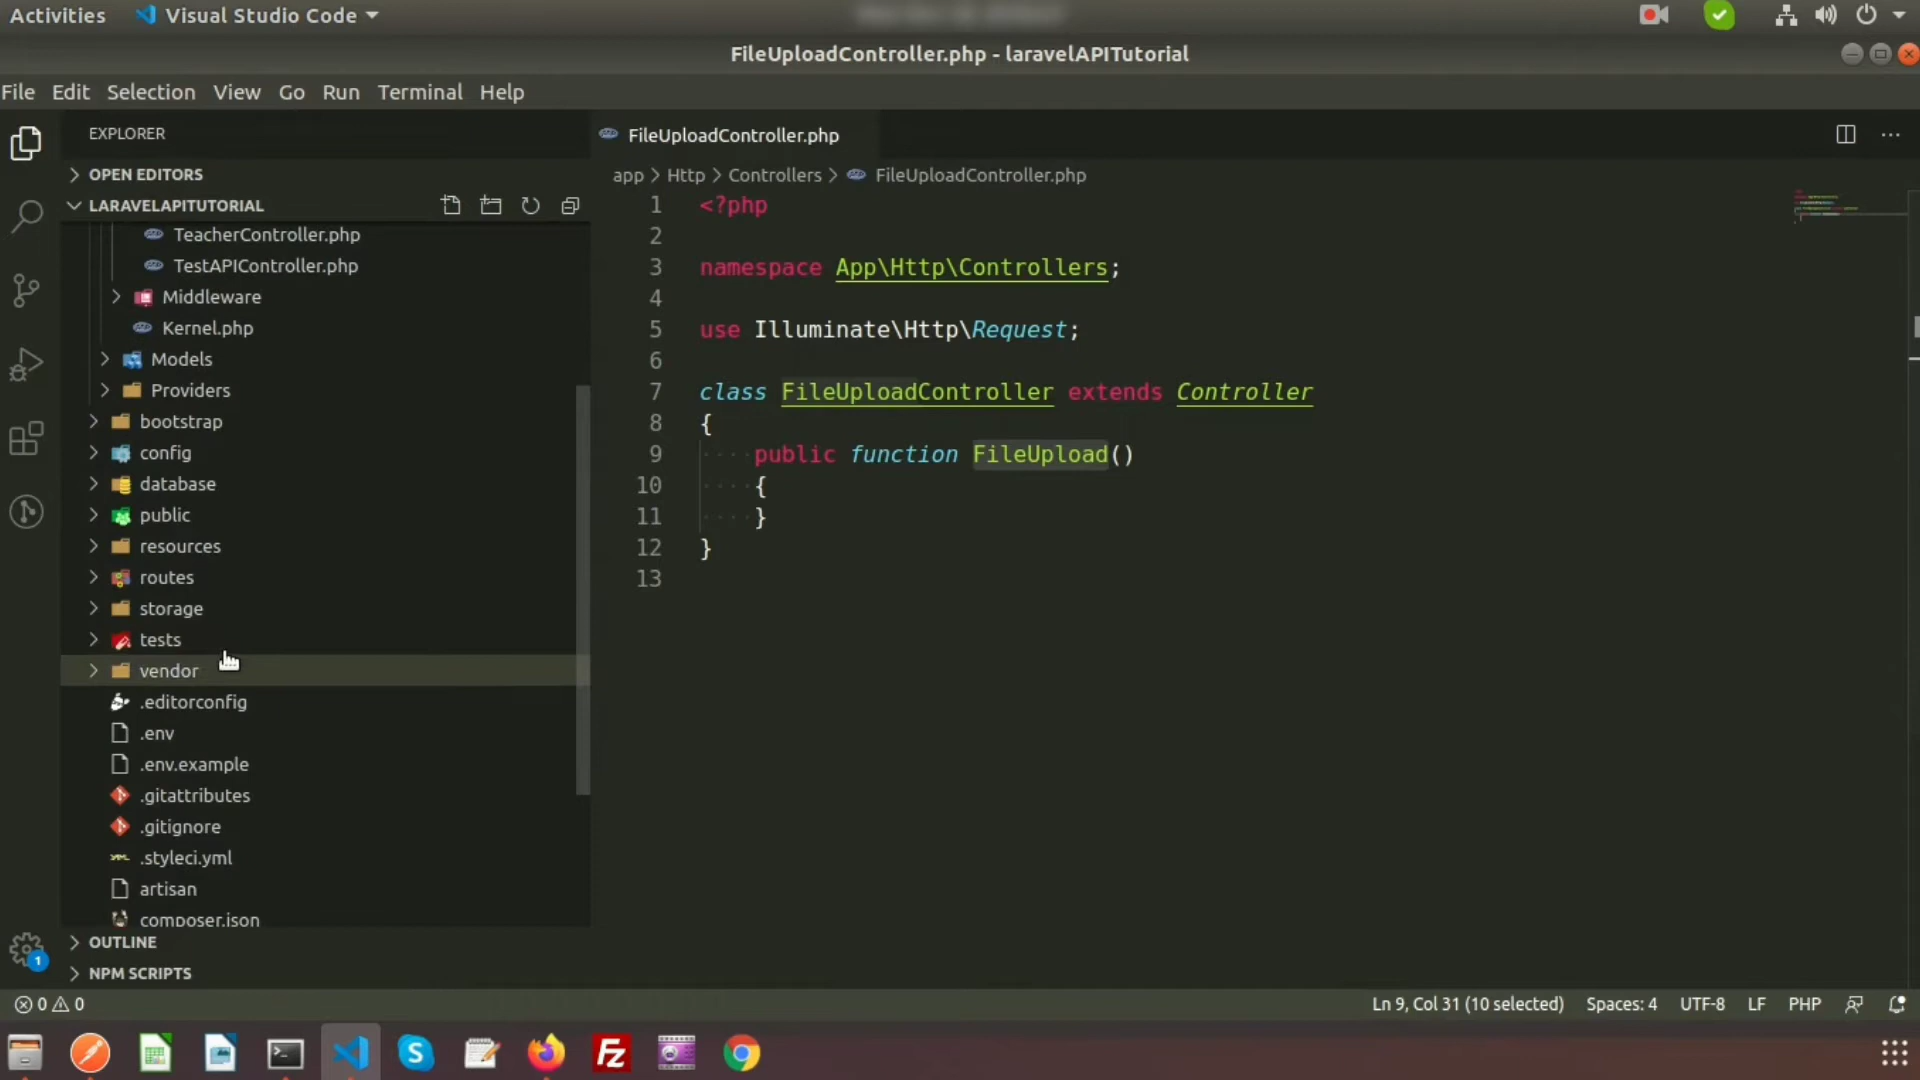 Activities Visual Studio Code
FileUploadController.php - laravelAPITutorial
File Edit Selection View Go Run Terminal Help
EXPLORER
OPEN EDITORS
LARAVELAPITUTORIAL
TeacherController.php
TestAPIController.php
Middleware
Kernel.php
Models
Providers
bootstrap
config
database
public
resources
routes
storage
tests
vendor
.editorconfig
.env
.env.example
.gitattributes
.gitignore
.styleci.yml
artisan
composer.json
OUTLINE
NPM SCRIPTS
FileUploadController.php
app > Http > Controllers > FileUploadController.php
1 <?php
2
3 namespace App\Http\Controllers;
4
5 use Illuminate\Http\Request;
6
7 class FileUploadController extends Controller
8 {
9 public function FileUpload()
10 {
11 }
12 }
13
1
0 0
Ln 9, Col 31 (10 selected) Spaces: 4 UTF-8 LF PHP